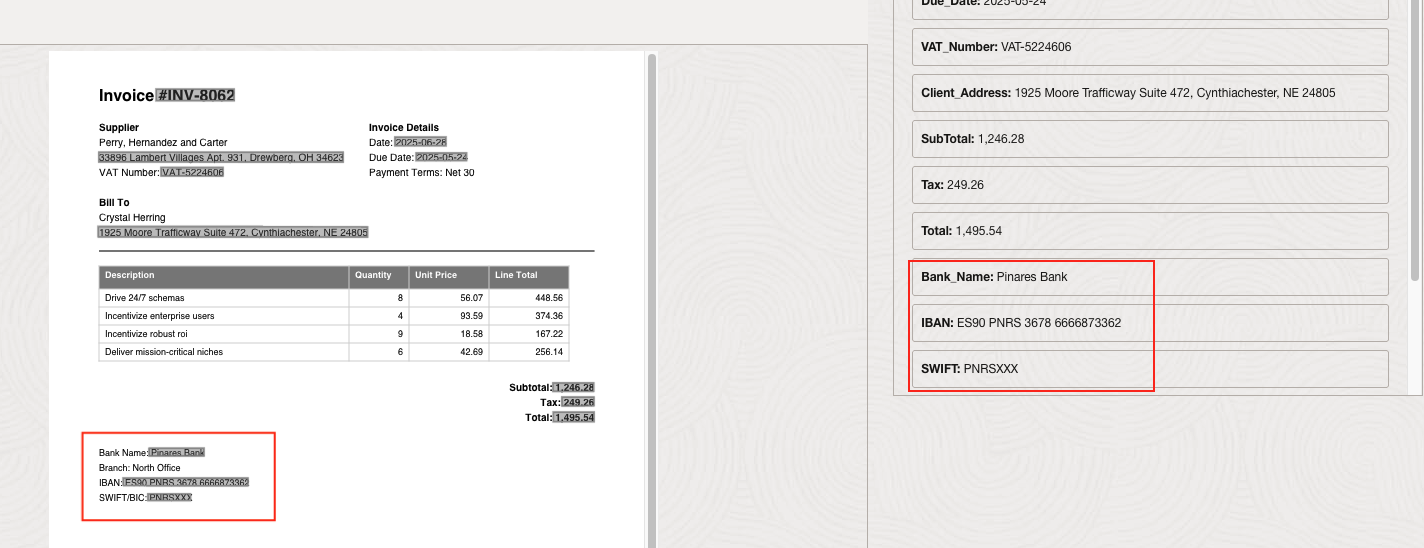 Invoice #INV-8062
Supplier
Perry, Hernandez and Carter
33896 Lambert Villages Apt. 931, Drewberg, OH 34623
VAT Number: VAT-5224606
Invoice Details
Date: 2025-06-28
Due Date: 2025-05-24
Payment Terms: Net 30
Bill To
Crystal Herring
1925 Moore Trafficway Suite 472, Cynthiachester, NE 24805
Description Quantity Unit Price Line Total
Drive 24/7 schemas 8 56.07 448.56
Incentivize enterprise users 4 93.59 374.36
Incentivize robust roi 9 18.58 167.22
Deliver mission-critical niches 6 42.69 256.14
Subtotal: 1,246.28
Tax: 249.26
Total: 1,495.54
Bank Name: Pinares Bank
Branch: North Office
IBAN: ES90 PNRS 3678 6666873362
SWIFT/BIC: PNRSXXX
Due_Date: 2025-05-24
VAT_Number: VAT-5224606
Client_Address: 1925 Moore Trafficway Suite 472, Cynthiachester, NE 24805
SubTotal: 1,246.28
Tax: 249.26
Total: 1,495.54
Bank_Name: Pinares Bank
IBAN: ES90 PNRS 3678 6666873362
SWIFT: PNRSXXX